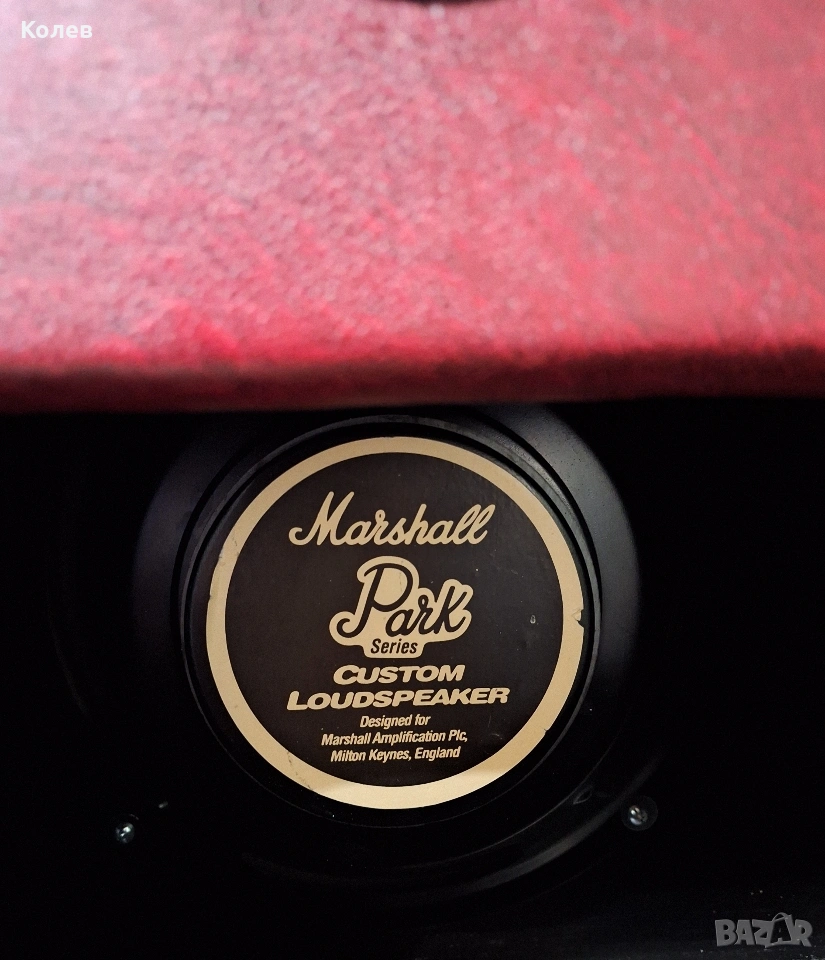 Колев
Marshall
Park
Series
CUSTOM
LOUDSPEAKER
Designed for
Marshall Amplification Plc,
Milton Keynes, England
BAZAR